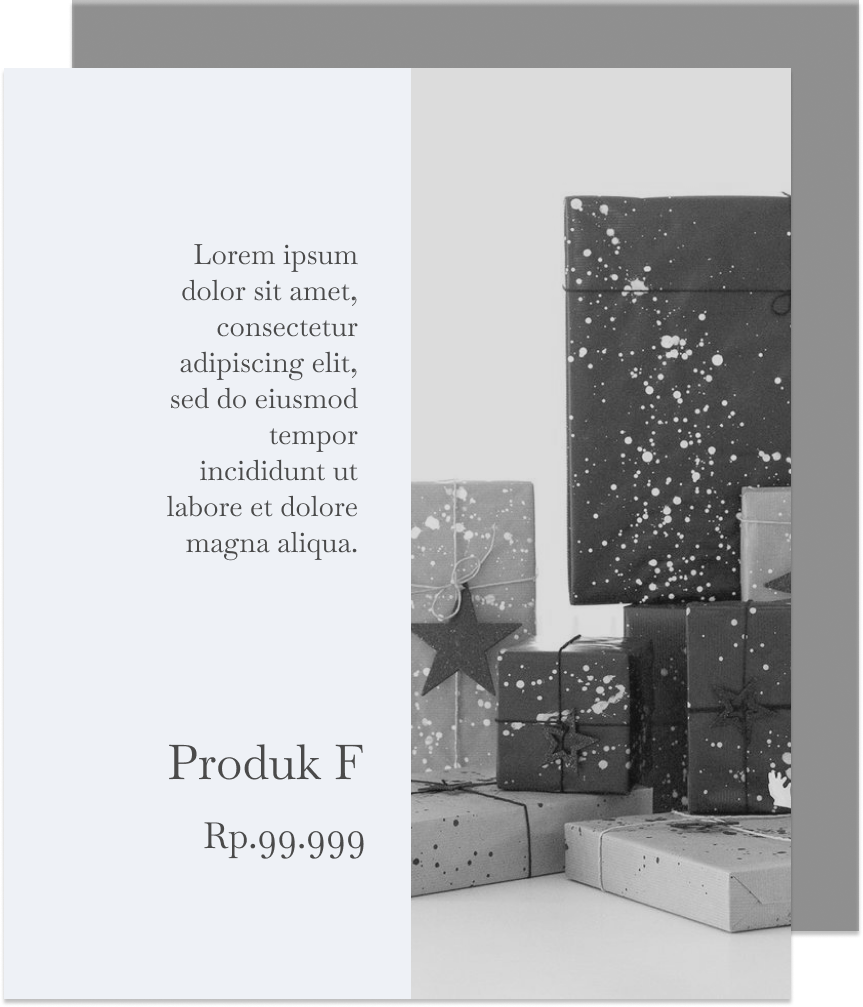 Lorem ipsum
dolor sit amet,
consectetur
adipiscing elit,
sed do eiusmod
tempor
incididunt ut
labore et dolore
magna aliqua.
Produk F
Rp.99.999